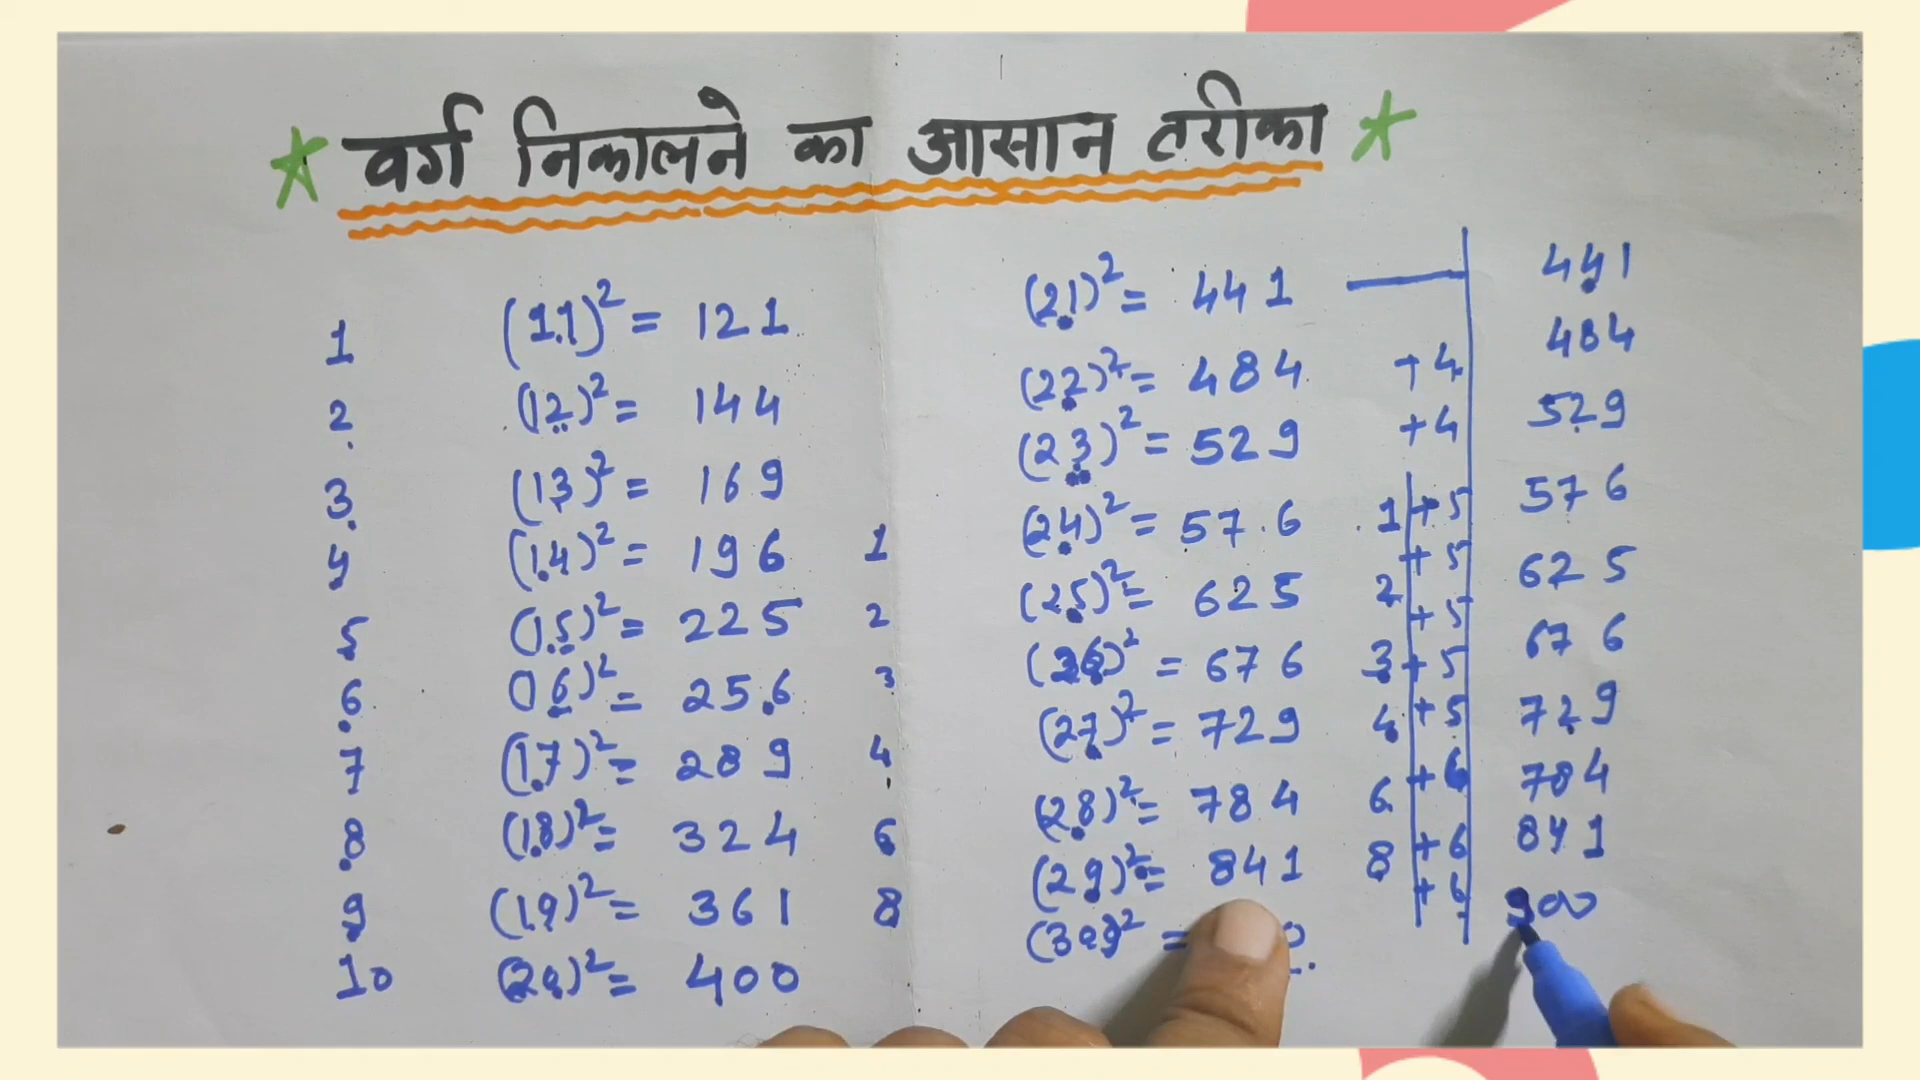 वर्ग निकालने का आसान तरीका
1 (11)² = 121
2 (12)² = 144
3 (13)² = 169
4 (14)² = 196 1
5 (15)² = 225 2
6 (16)² = 256 3
7 (17)² = 289 4
8 (18)² = 324 6
9 (19)² = 361 8
10 (20)² = 400
(21)² = 441 441
(22)² = 484 +4 484
(23)² = 529 +4 529
(24)² = 576 1 +5 576
(25)² = 625 2 +5 625
+5
(26)² = 676 3 +5 676
(27)² = 729 4 +5 729
(28)² = 784 6 +6 784
(29)² = 841 8 +6 841
+6 900